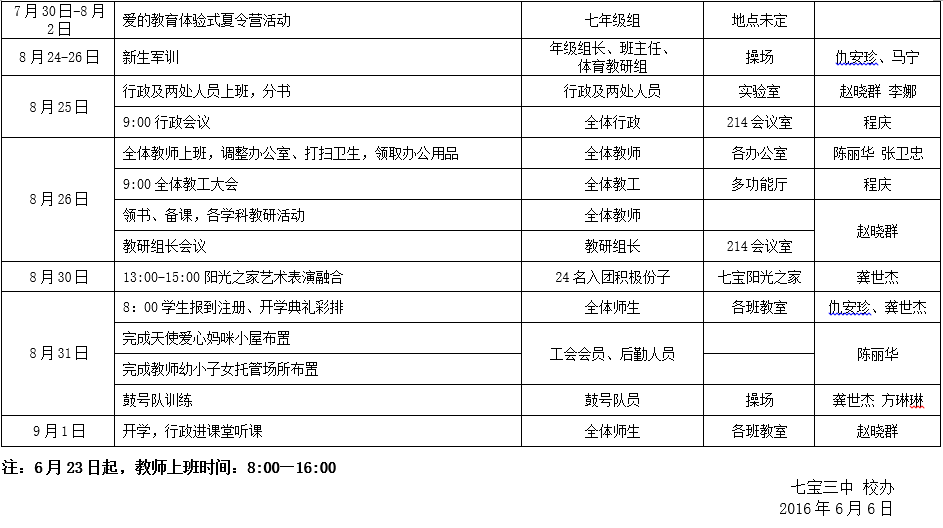 7月30日-8月2日 爱的教育体验式夏令营活动 七年级组 地点未定
8月24-26日 新生军训 年级组长、班主任、体育教研组 操场 仇安珍、马宁
8月25日 行政及两处人员上班，分书 行政及两处人员 实验室 赵晓群 李娜
9:00行政会议 全体行政 214会议室 程庆
8月26日 全体教师上班，调整办公室、打扫卫生，领取办公用品 全体教师 各办公室 陈丽华 张卫忠
9:00全体教工大会 全体教工 多功能厅 程庆
领书、备课，各学科教研活动 全体教师 赵晓群
教研组长会议 教研组长 214会议室
8月30日 13:00-15:00阳光之家艺术表演融合 24名入团积极份子 七宝阳光之家 龚世杰
8月31日 8：00学生报到注册、开学典礼彩排 全体师生 各班教室 仇安珍、龚世杰
完成天使爱心妈咪小屋布置 工会会员、后勤人员 陈丽华
完成教师幼小子女托管场所布置
鼓号队训练 鼓号队员 操场 龚世杰 方琳琳
9月1日 开学，行政进课堂听课 全体师生 各班教室 赵晓群
注：6月23日起，教师上班时间：8:00—16:00
七宝三中 校办
2016年6月6日